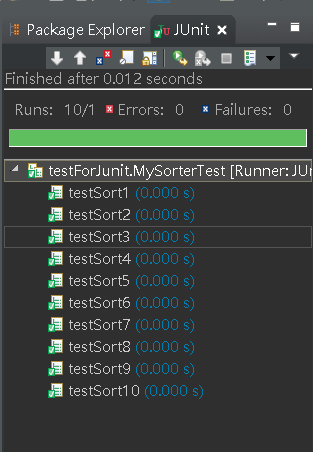 Package Explorer JUnit
Finished after 0.012 seconds
Runs: 10/1 Errors: 0 Failures: 0
testForJunit.MySorterTest [Runner: JU
testSort1 (0.000 s)
testSort2 (0.000 s)
testSort3 (0.000 s)
testSort4 (0.000 s)
testSort5 (0.000 s)
testSort6 (0.000 s)
testSort7 (0.000 s)
testSort8 (0.000 s)
testSort9 (0.000 s)
testSort10 (0.000 s)